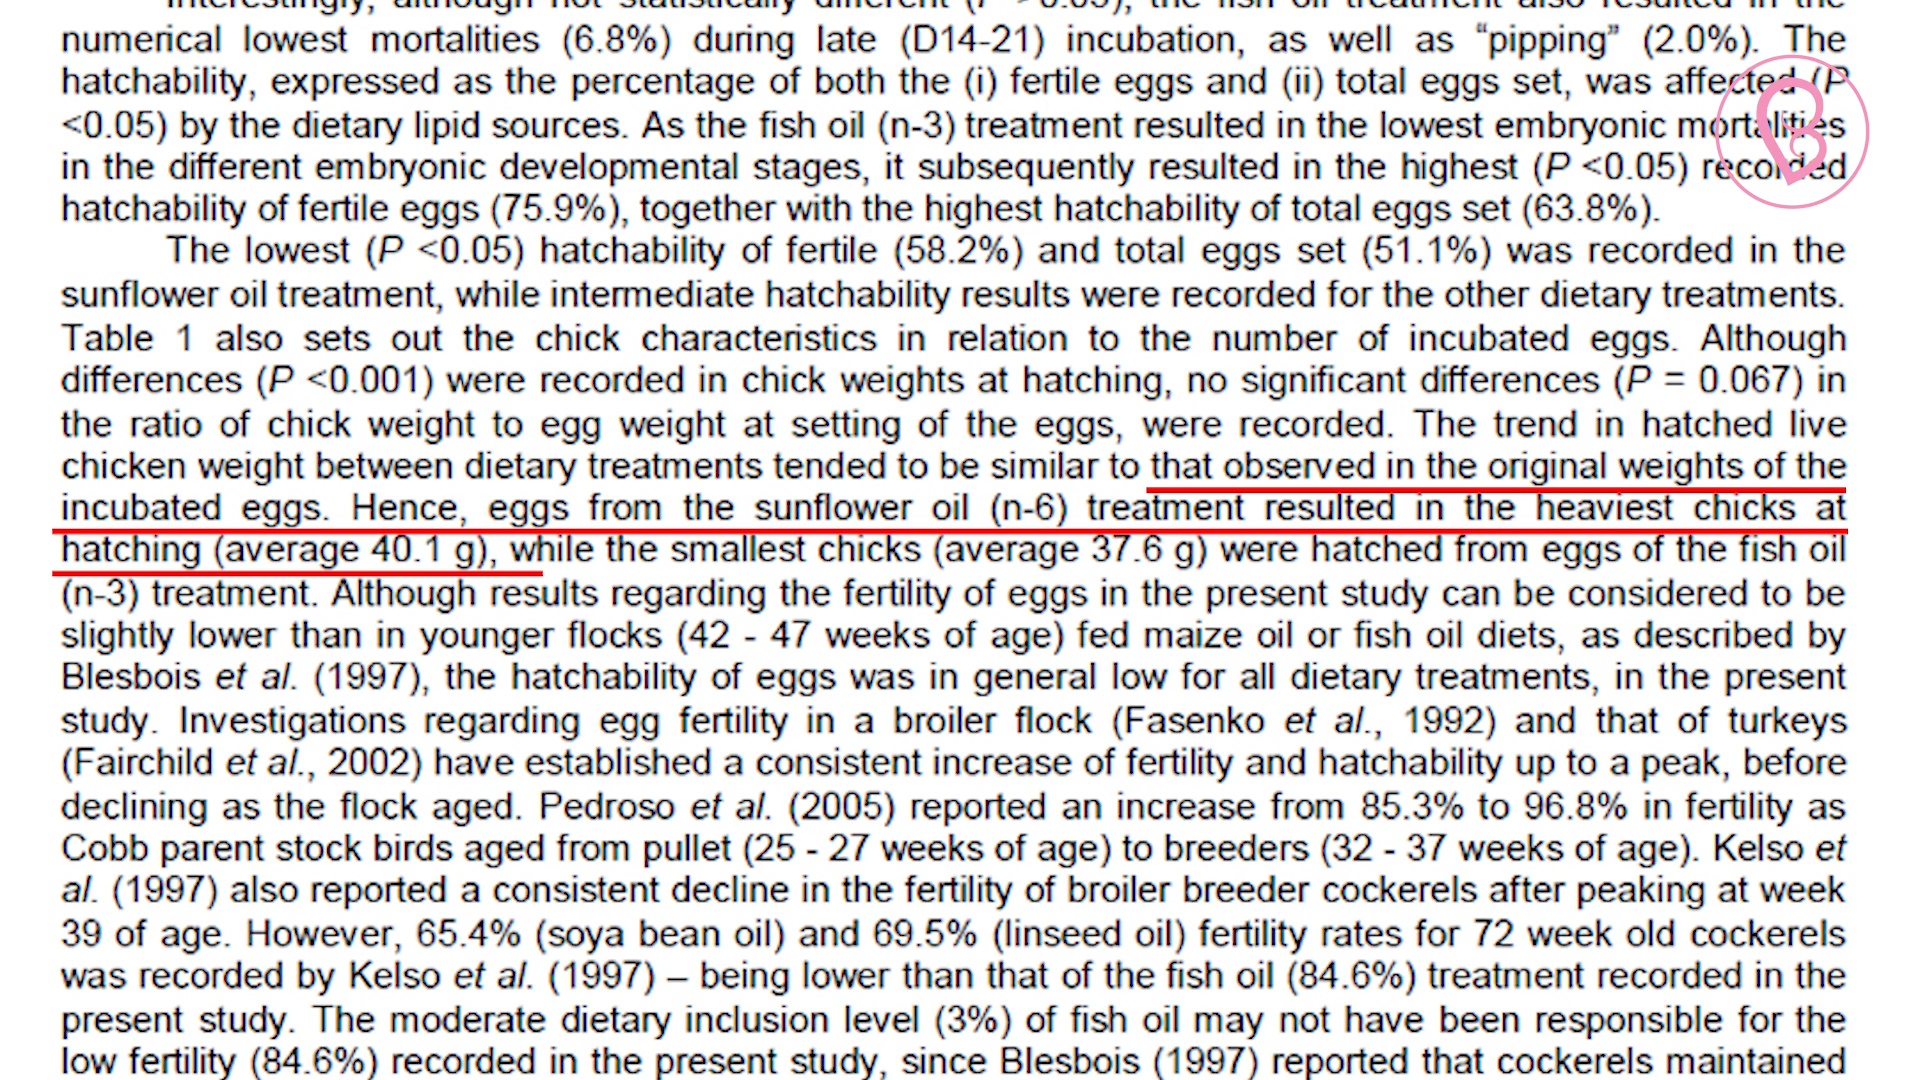 Interestingly, although not statistically different (P >0.05), the fish oil treatment also resulted in the
numerical lowest mortalities (6.8%) during late (D14-21) incubation, as well as “pipping” (2.0%). The
hatchability, expressed as the percentage of both the (i) fertile eggs and (ii) total eggs set, was affected (P
<0.05) by the dietary lipid sources. As the fish oil (n-3) treatment resulted in the lowest embryonic mortalities
in the different embryonic developmental stages, it subsequently resulted in the highest (P <0.05) recorded
hatchability of fertile eggs (75.9%), together with the highest hatchability of total eggs set (63.8%).
The lowest (P <0.05) hatchability of fertile (58.2%) and total eggs set (51.1%) was recorded in the
sunflower oil treatment, while intermediate hatchability results were recorded for the other dietary treatments.
Table 1 also sets out the chick characteristics in relation to the number of incubated eggs. Although
differences (P <0.001) were recorded in chick weights at hatching, no significant differences (P = 0.067) in
the ratio of chick weight to egg weight at setting of the eggs, were recorded. The trend in hatched live
chicken weight between dietary treatments tended to be similar to that observed in the original weights of the
incubated eggs. Hence, eggs from the sunflower oil (n-6) treatment resulted in the heaviest chicks at
hatching (average 40.1 g), while the smallest chicks (average 37.6 g) were hatched from eggs of the fish oil
(n-3) treatment. Although results regarding the fertility of eggs in the present study can be considered to be
slightly lower than in younger flocks (42 - 47 weeks of age) fed maize oil or fish oil diets, as described by
Blesbois et al. (1997), the hatchability of eggs was in general low for all dietary treatments, in the present
study. Investigations regarding egg fertility in a broiler flock (Fasenko et al., 1992) and that of turkeys
(Fairchild et al., 2002) have established a consistent increase of fertility and hatchability up to a peak, before
declining as the flock aged. Pedroso et al. (2005) reported an increase from 85.3% to 96.8% in fertility as
Cobb parent stock birds aged from pullet (25 - 27 weeks of age) to breeders (32 - 37 weeks of age). Kelso et
al. (1997) also reported a consistent decline in the fertility of broiler breeder cockerels after peaking at week
39 of age. However, 65.4% (soya bean oil) and 69.5% (linseed oil) fertility rates for 72 week old cockerels
was recorded by Kelso et al. (1997) – being lower than that of the fish oil (84.6%) treatment recorded in the
present study. The moderate dietary inclusion level (3%) of fish oil may not have been responsible for the
low fertility (84.6%) recorded in the present study, since Blesbois (1997) reported that cockerels maintained